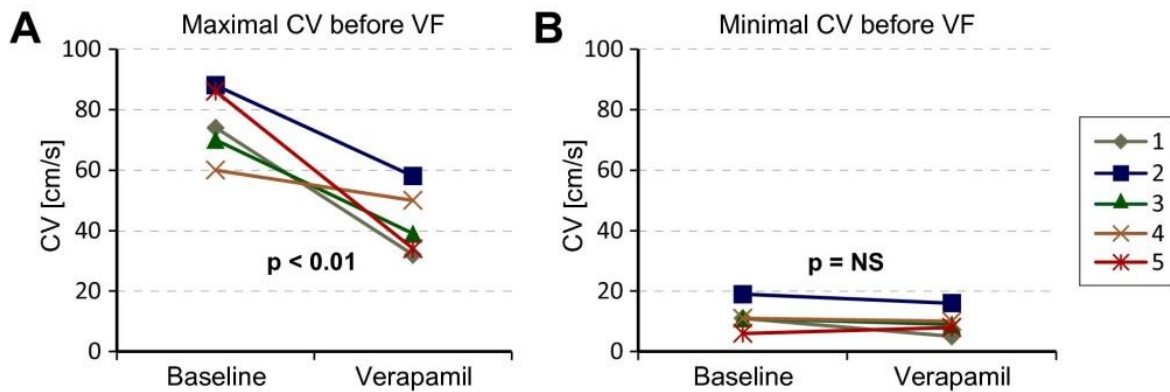 A
Maximal CV before VF
CV [cm/s]
100
80
60
40
20
0
p < 0.01
Baseline
Verapamil
B
Minimal CV before VF
CV [cm/s]
100
80
60
40
20
0
p = NS
Baseline
Verapamil
1
2
3
4
5